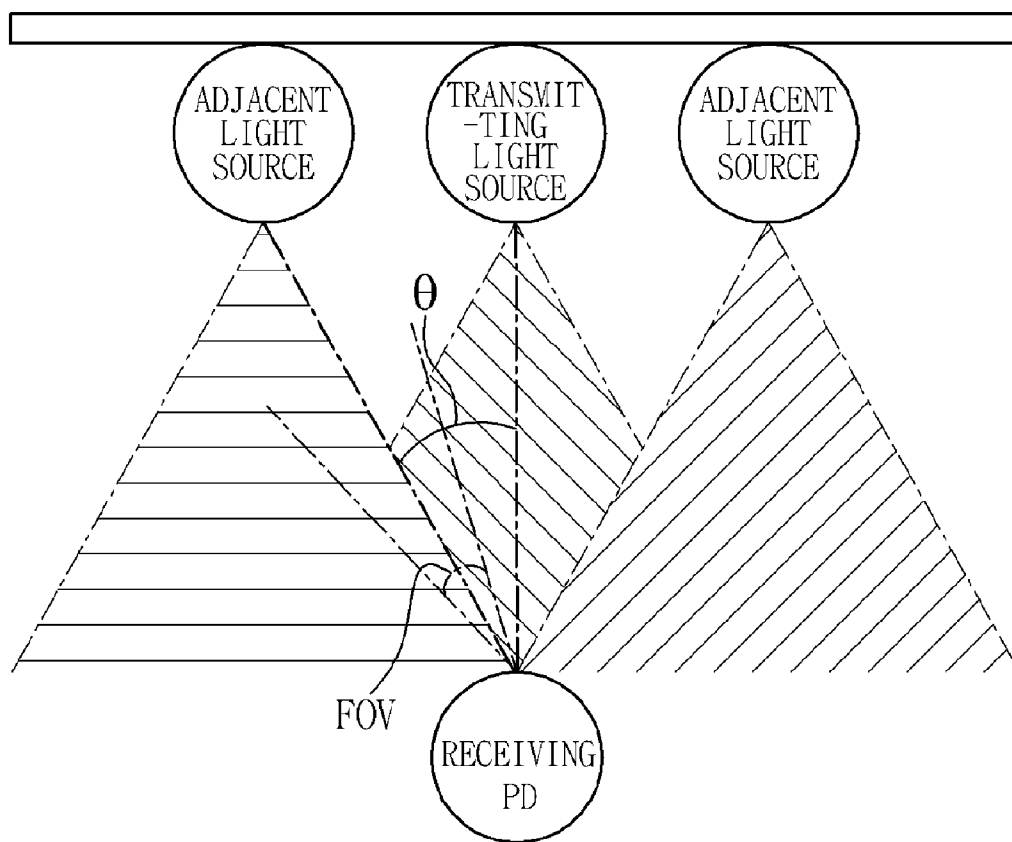 ADJACENT
LIGHT
SOURCE
TRANSMIT
-TING
LIGHT
SOURCE
ADJACENT
LIGHT
SOURCE
θ
FOV
RECEIVING
PD